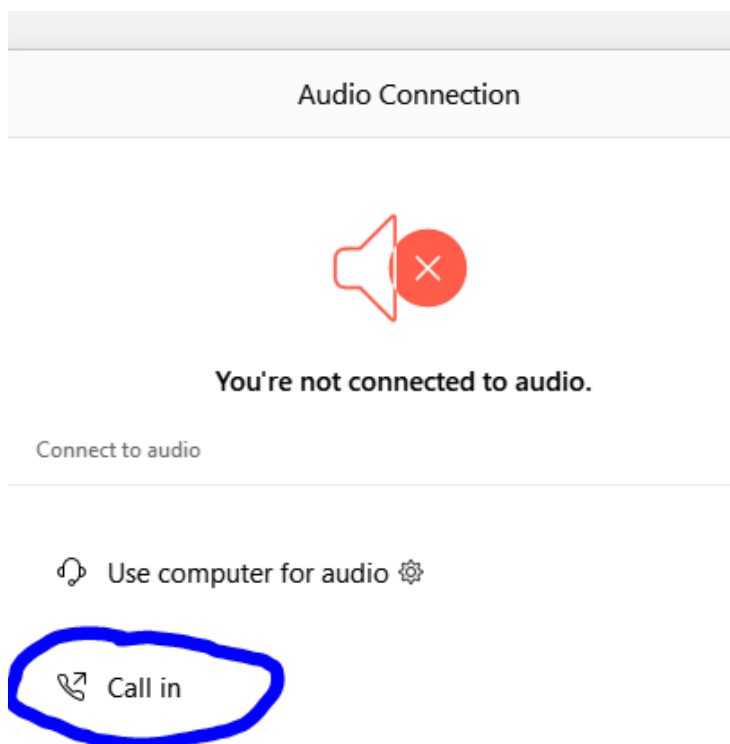 Audio Connection
You're not connected to audio.
Connect to audio
Use computer for audio
Call in